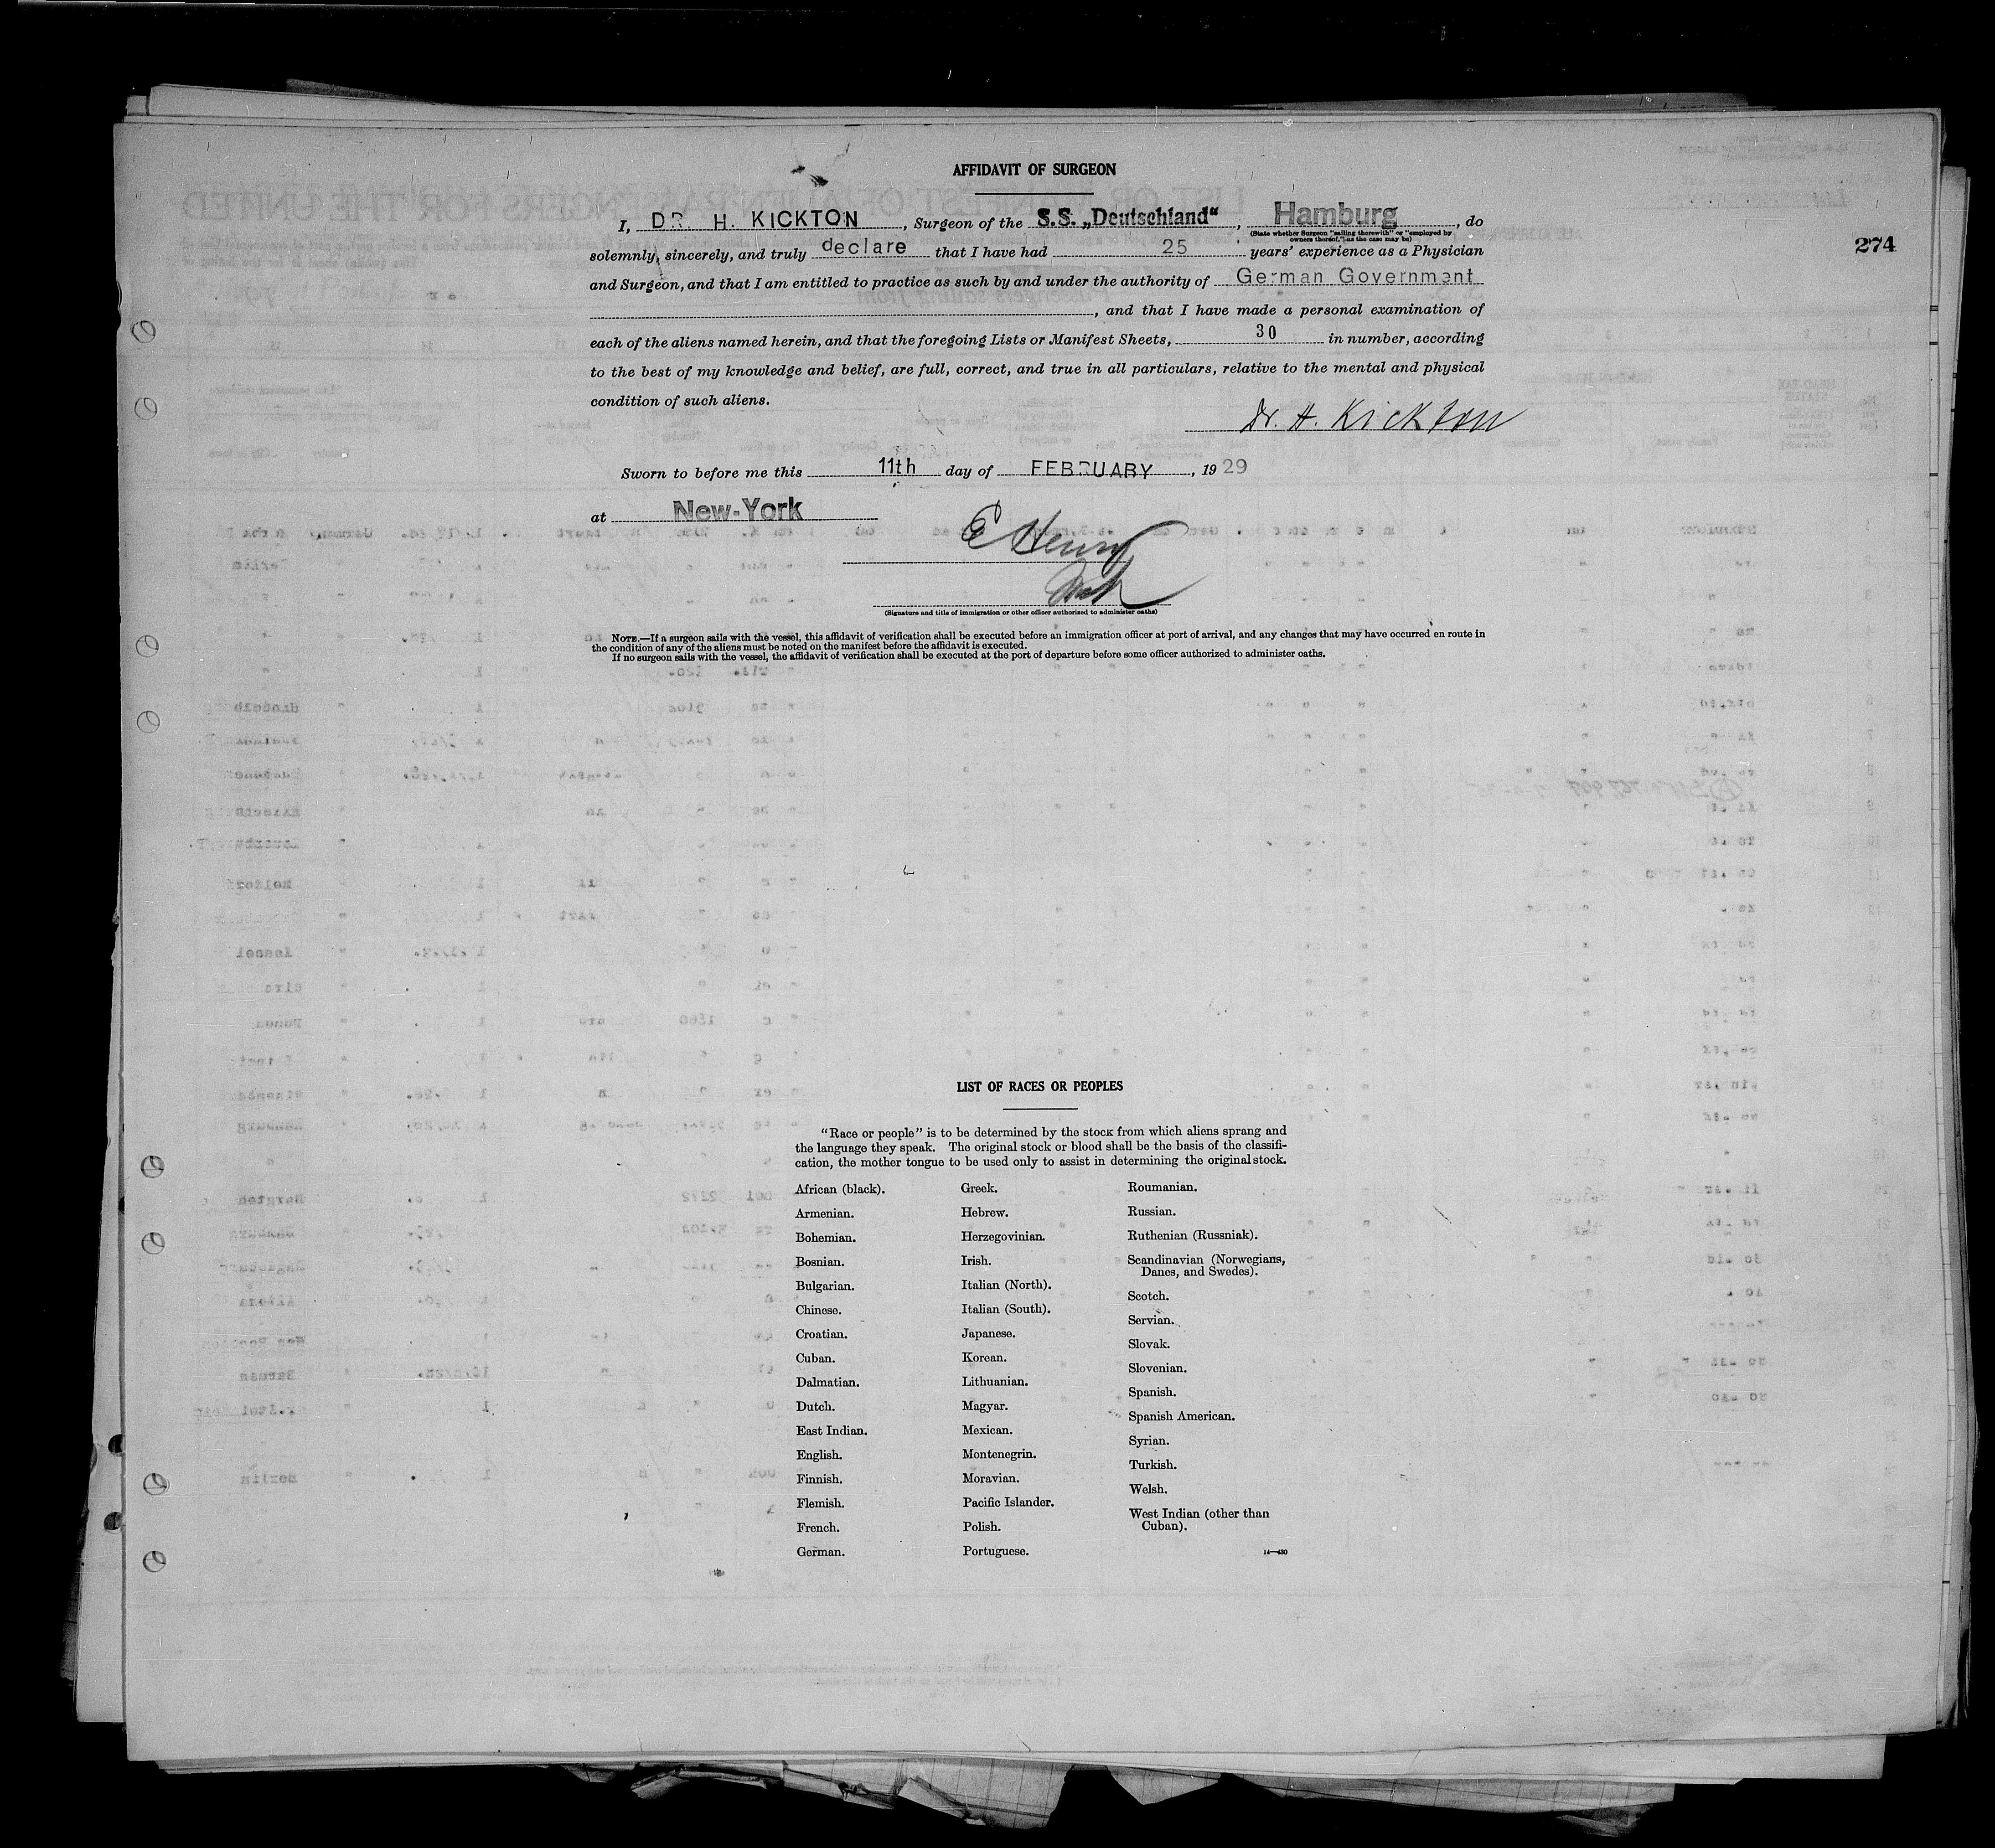 AFFIDAVIT OF SURGEON
I, DR. H. KICKTON, Surgeon of the S.S. „Deutschland“, Hamburg, do
(State whether Surgeon "sailing therewith" or "employed by
owners thereof," as the case may be)
274
solemnly, sincerely, and truly declare that I have had 25 years' experience as a Physician
and Surgeon, and that I am entitled to practice as such by and under the authority of German Government
, and that I have made a personal examination of
each of the aliens named herein, and that the foregoing Lists or Manifest Sheets, 30 in number, according
to the best of my knowledge and belief, are full, correct, and true in all particulars, relative to the mental and physical
condition of such aliens.
Dr. H. Kickton
Sworn to before me this 11th day of FEBRUARY, 1929
at New-York
E Henry
(Signature and title of immigration or other officer authorized to administer oaths)
NOTE.—If a surgeon sails with the vessel, this affidavit of verification shall be executed before an immigration officer at port of arrival, and any changes that may have occurred en route in
the condition of any of the aliens must be noted on the manifest before the affidavit is executed.
If no surgeon sails with the vessel, the affidavit of verification shall be executed at the port of departure before some officer authorized to administer oaths.
LIST OF RACES OR PEOPLES
"Race or people" is to be determined by the stock from which aliens sprang and
the language they speak. The original stock or blood shall be the basis of the classifi-
cation, the mother tongue to be used only to assist in determining the original stock.
African (black).
Armenian.
Bohemian.
Bosnian.
Bulgarian.
Chinese.
Croatian.
Cuban.
Dalmatian.
Dutch.
East Indian.
English.
Finnish.
Flemish.
French.
German.
Greek.
Hebrew.
Herzegovinian.
Irish.
Italian (North).
Italian (South).
Japanese.
Korean.
Lithuanian.
Magyar.
Mexican.
Montenegrin.
Moravian.
Pacific Islander.
Polish.
Portuguese.
Roumanian.
Russian.
Ruthenian (Russniak).
Scandinavian (Norwegians,
Danes, and Swedes).
Scotch.
Servian.
Slovak.
Slovenian.
Spanish.
Spanish American.
Syrian.
Turkish.
Welsh.
West Indian (other than
Cuban).
14—430